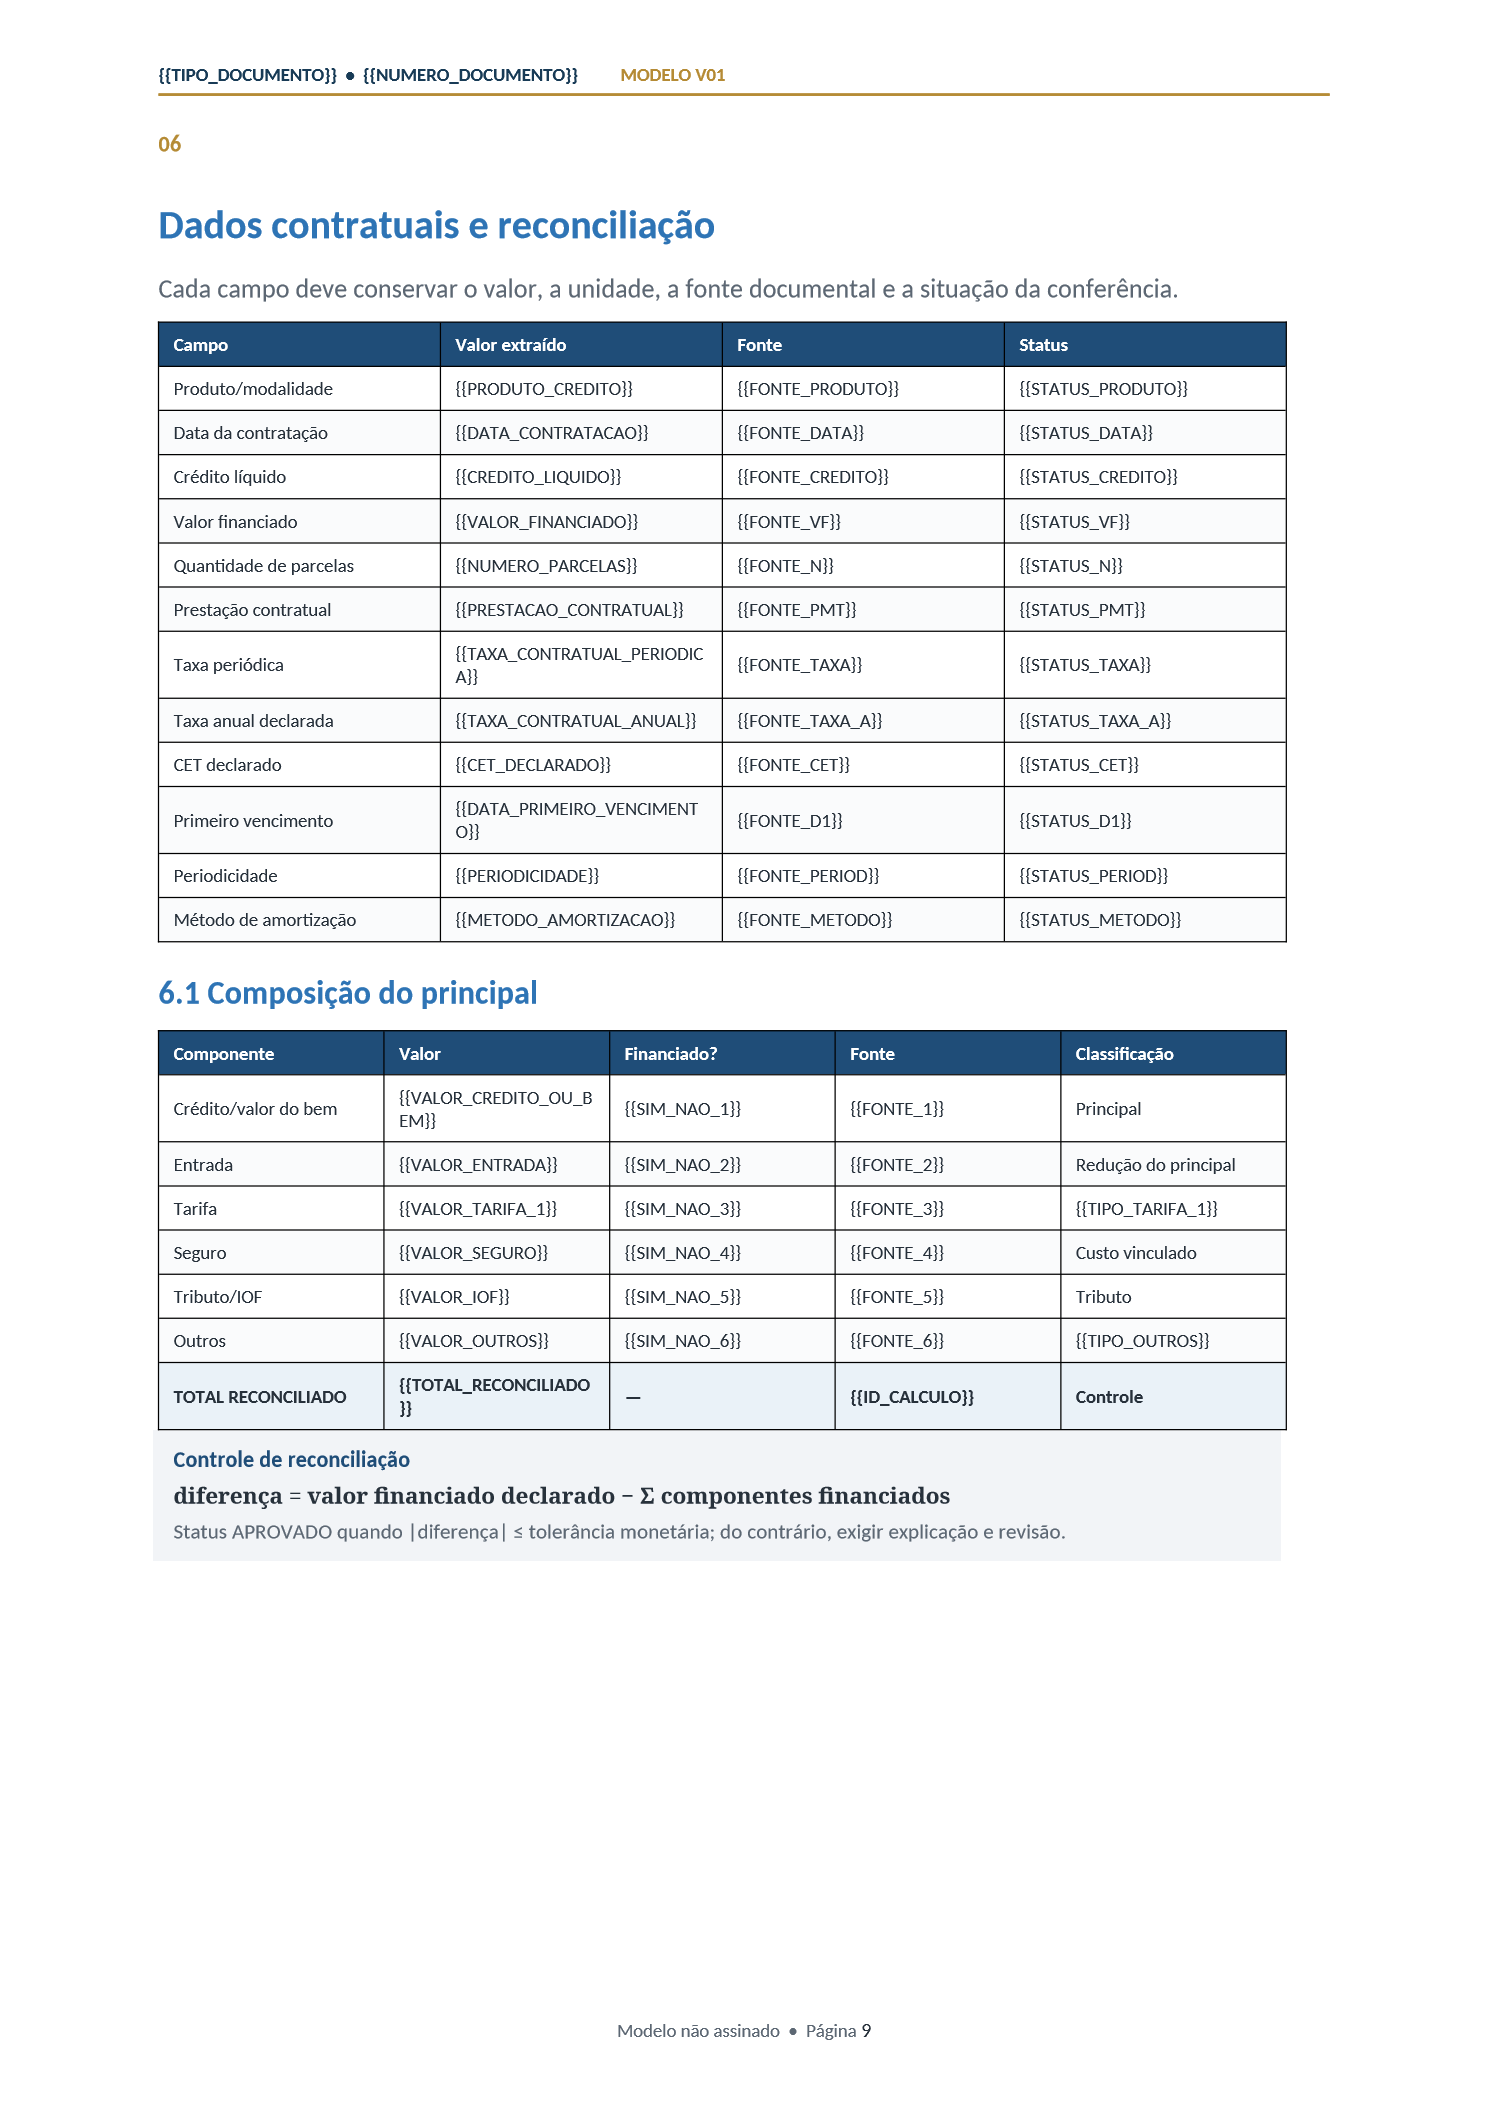 {{TIPO_DOCUMENTO}} • {{NUMERO_DOCUMENTO}} MODELO V01
06
Dados contratuais e reconciliação
Cada campo deve conservar o valor, a unidade, a fonte documental e a situação da conferência.
Campo Valor extraído Fonte Status
Produto/modalidade {{PRODUTO_CREDITO}} {{FONTE_PRODUTO}} {{STATUS_PRODUTO}}
Data da contratação {{DATA_CONTRATACAO}} {{FONTE_DATA}} {{STATUS_DATA}}
Crédito líquido {{CREDITO_LIQUIDO}} {{FONTE_CREDITO}} {{STATUS_CREDITO}}
Valor financiado {{VALOR_FINANCIADO}} {{FONTE_VF}} {{STATUS_VF}}
Quantidade de parcelas {{NUMERO_PARCELAS}} {{FONTE_N}} {{STATUS_N}}
Prestação contratual {{PRESTACAO_CONTRATUAL}} {{FONTE_PMT}} {{STATUS_PMT}}
Taxa periódica {{TAXA_CONTRATUAL_PERIODIC
A}} {{FONTE_TAXA}} {{STATUS_TAXA}}
Taxa anual declarada {{TAXA_CONTRATUAL_ANUAL}} {{FONTE_TAXA_A}} {{STATUS_TAXA_A}}
CET declarado {{CET_DECLARADO}} {{FONTE_CET}} {{STATUS_CET}}
Primeiro vencimento {{DATA_PRIMEIRO_VENCIMENT
O}} {{FONTE_D1}} {{STATUS_D1}}
Periodicidade {{PERIODICIDADE}} {{FONTE_PERIOD}} {{STATUS_PERIOD}}
Método de amortização {{METODO_AMORTIZACAO}} {{FONTE_METODO}} {{STATUS_METODO}}
6.1 Composição do principal
Componente Valor Financiado? Fonte Classificação
Crédito/valor do bem {{VALOR_CREDITO_OU_B
EM}} {{SIM_NAO_1}} {{FONTE_1}} Principal
Entrada {{VALOR_ENTRADA}} {{SIM_NAO_2}} {{FONTE_2}} Redução do principal
Tarifa {{VALOR_TARIFA_1}} {{SIM_NAO_3}} {{FONTE_3}} {{TIPO_TARIFA_1}}
Seguro {{VALOR_SEGURO}} {{SIM_NAO_4}} {{FONTE_4}} Custo vinculado
Tributo/IOF {{VALOR_IOF}} {{SIM_NAO_5}} {{FONTE_5}} Tributo
Outros {{VALOR_OUTROS}} {{SIM_NAO_6}} {{FONTE_6}} {{TIPO_OUTROS}}
TOTAL RECONCILIADO {{TOTAL_RECONCILIADO
}} — {{ID_CALCULO}} Controle
Controle de reconciliação
diferença = valor financiado declarado − Σ componentes financiados
Status APROVADO quando |diferença| ≤ tolerância monetária; do contrário, exigir explicação e revisão.
Modelo não assinado • Página 9